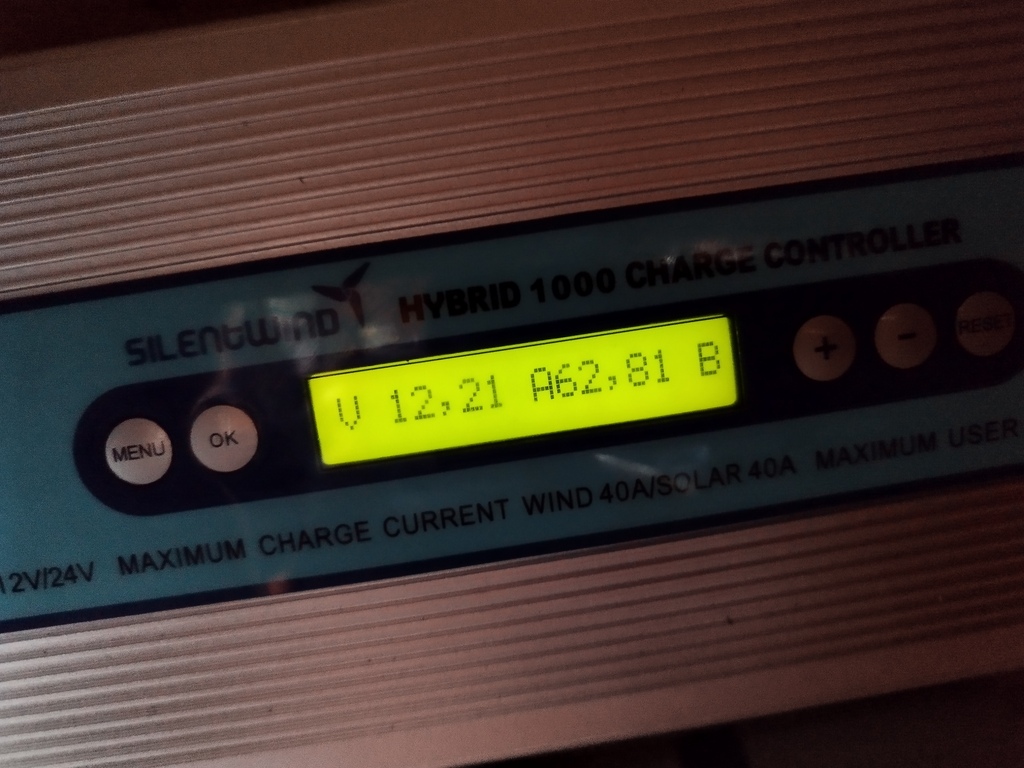 SILENTWIND HYBRID 1000 CHARGE CONTROLLER
V 12,21 A62,81 B
MENU OK + - RESET
12V/24V MAXIMUM CHARGE CURRENT WIND 40A/SOLAR 40A MAXIMUM USER